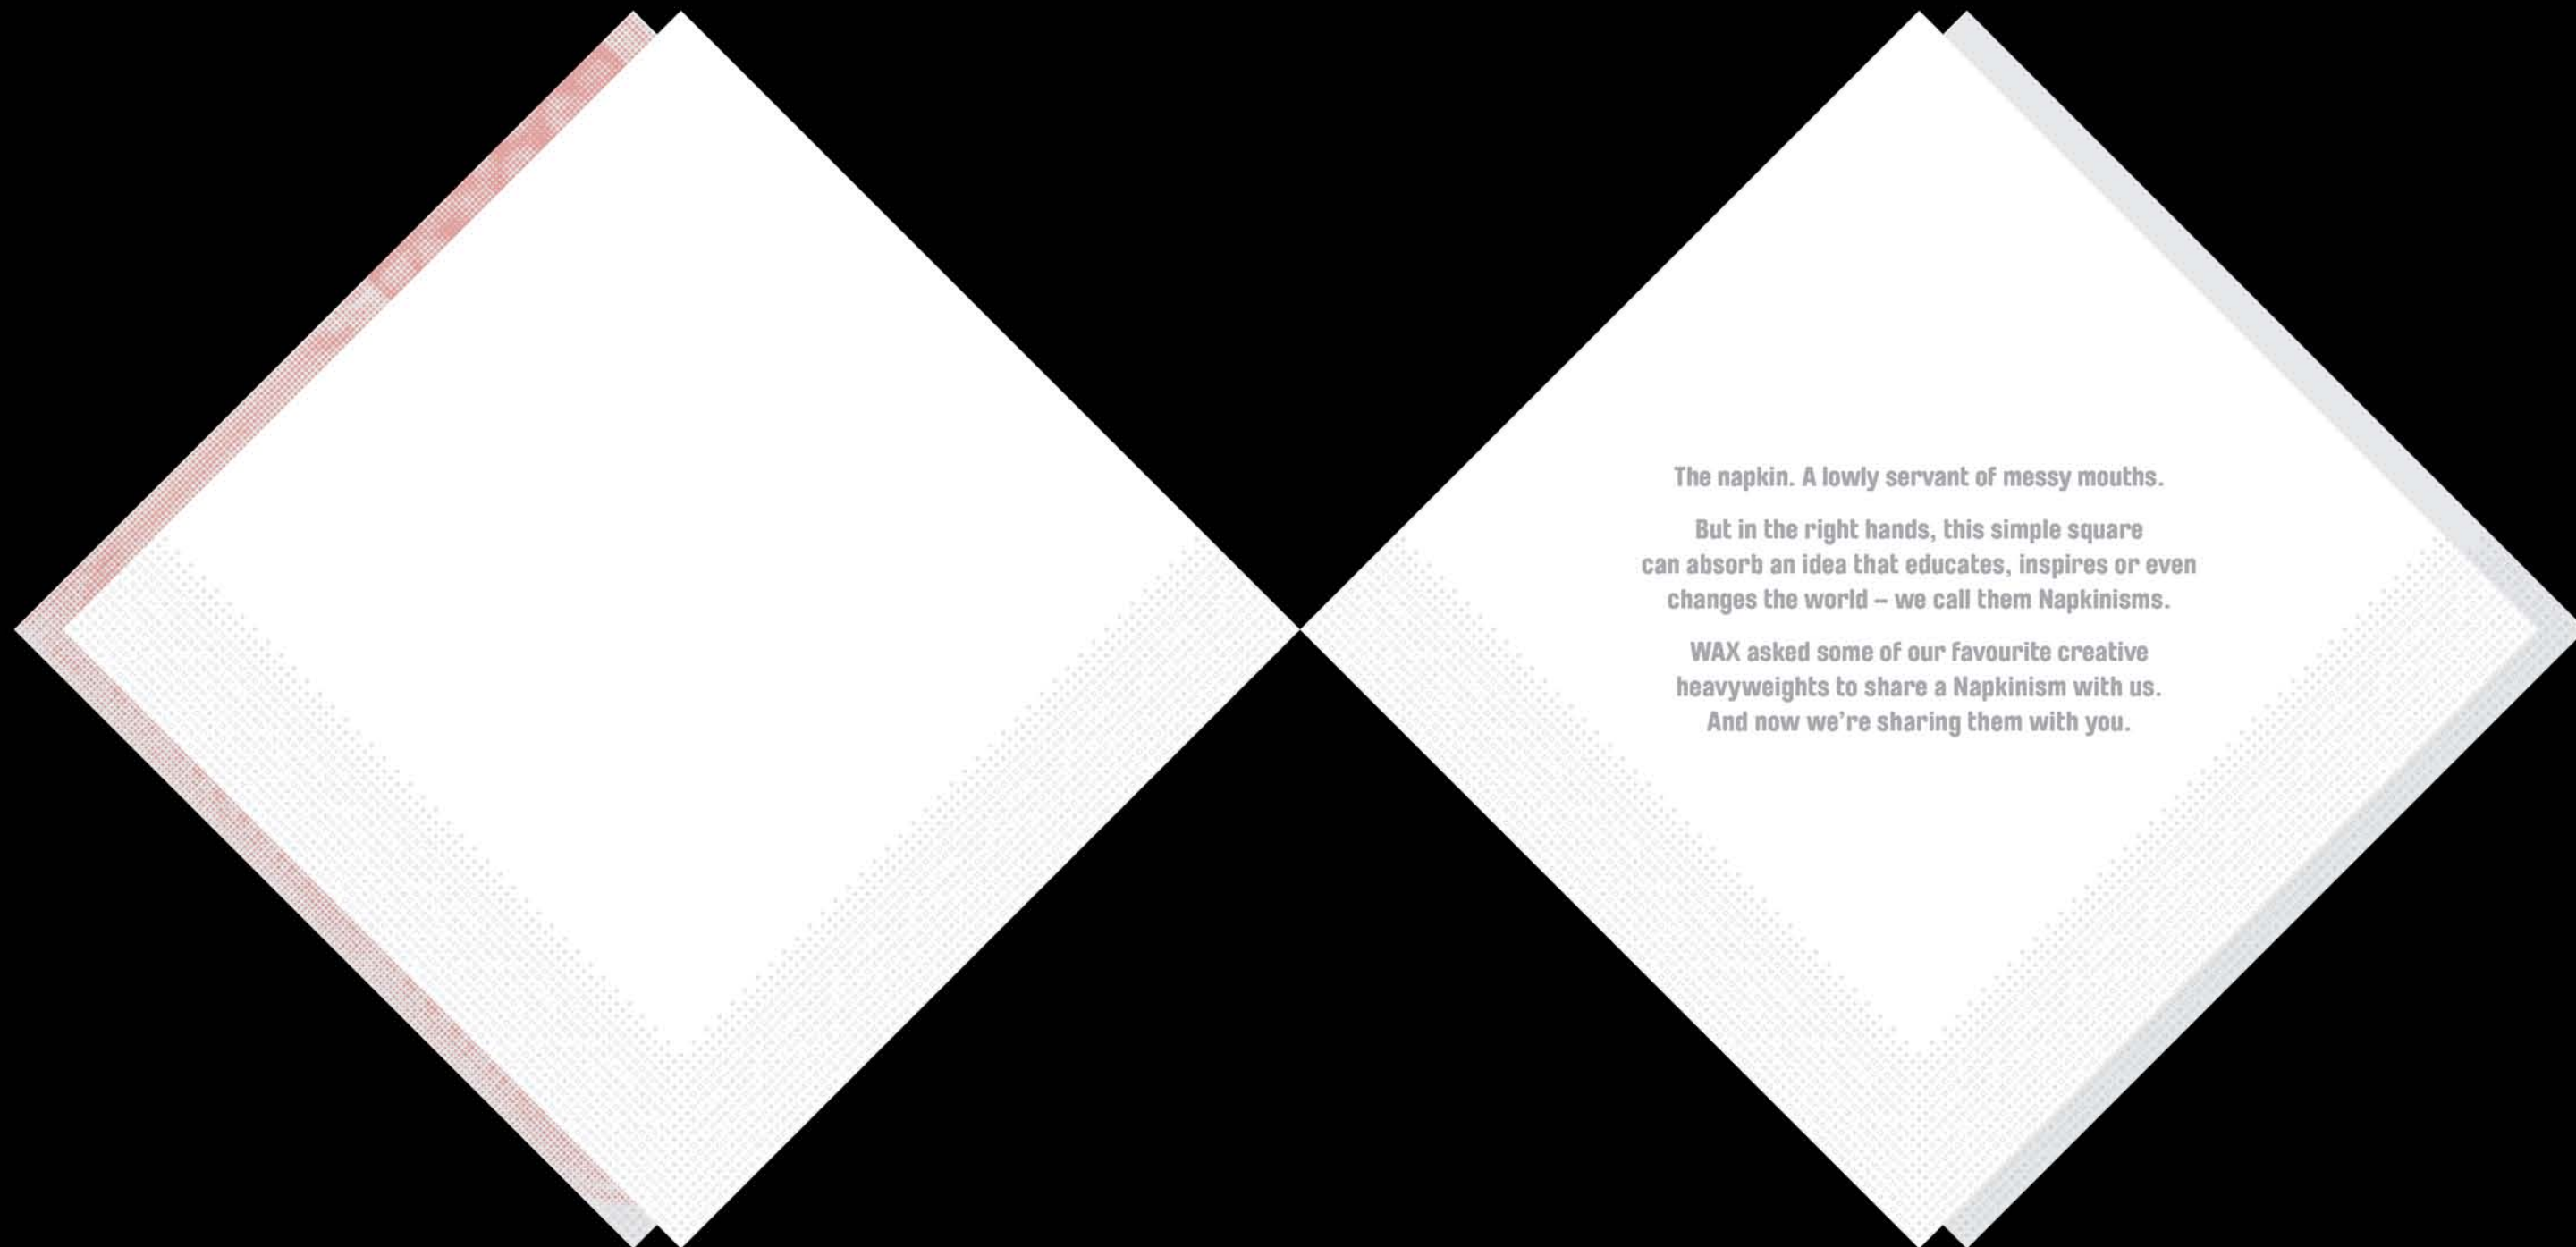 The napkin. A lowly servant of messy mouths.
But in the right hands, this simple square
can absorb an idea that educates, inspires or even
changes the world – we call them Napkinisms.
WAX asked some of our favourite creative
heavyweights to share a Napkinism with us.
And now we're sharing them with you.